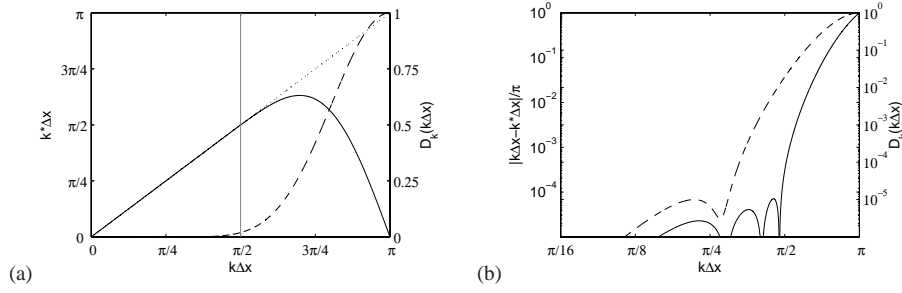 π
3π/4
π/2
π/4
0
k*Δx
0
π/4
π/2
3π/4
π
kΔx
1
0.75
0.5
0.25
0
D_k(kΔx)
(a)
10^0
10^-1
10^-2
10^-3
10^-4
|kΔx−k*Δx|/π
π/16
π/8
π/4
π/2
π
kΔx
10^0
10^-1
10^-2
10^-3
10^-4
10^-5
D_k(kΔx)
(b)